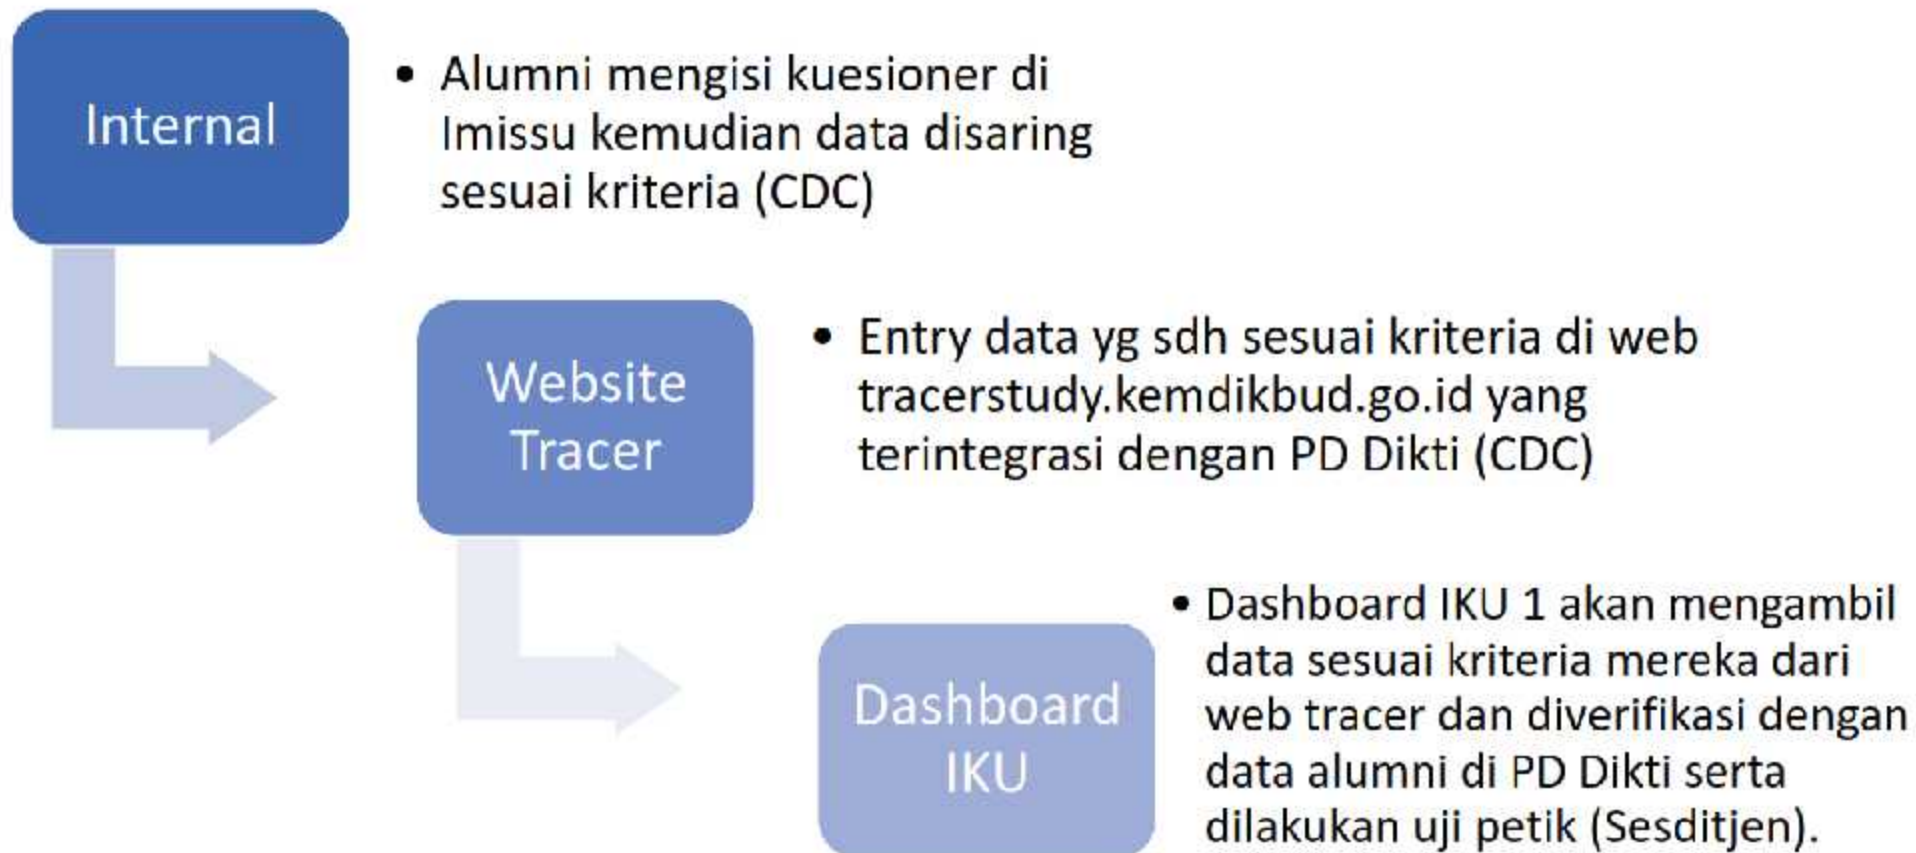 Internal
• Alumni mengisi kuesioner di
Imissu kemudian data disaring
sesuai kriteria (CDC)
Website
Tracer
• Entry data yg sdh sesuai kriteria di web
tracerstudy.kemdikbud.go.id yang
terintegrasi dengan PD Dikti (CDC)
Dashboard
IKU
• Dashboard IKU 1 akan mengambil
data sesuai kriteria mereka dari
web tracer dan diverifikasi dengan
data alumni di PD Dikti serta
dilakukan uji petik (Sesditjen).